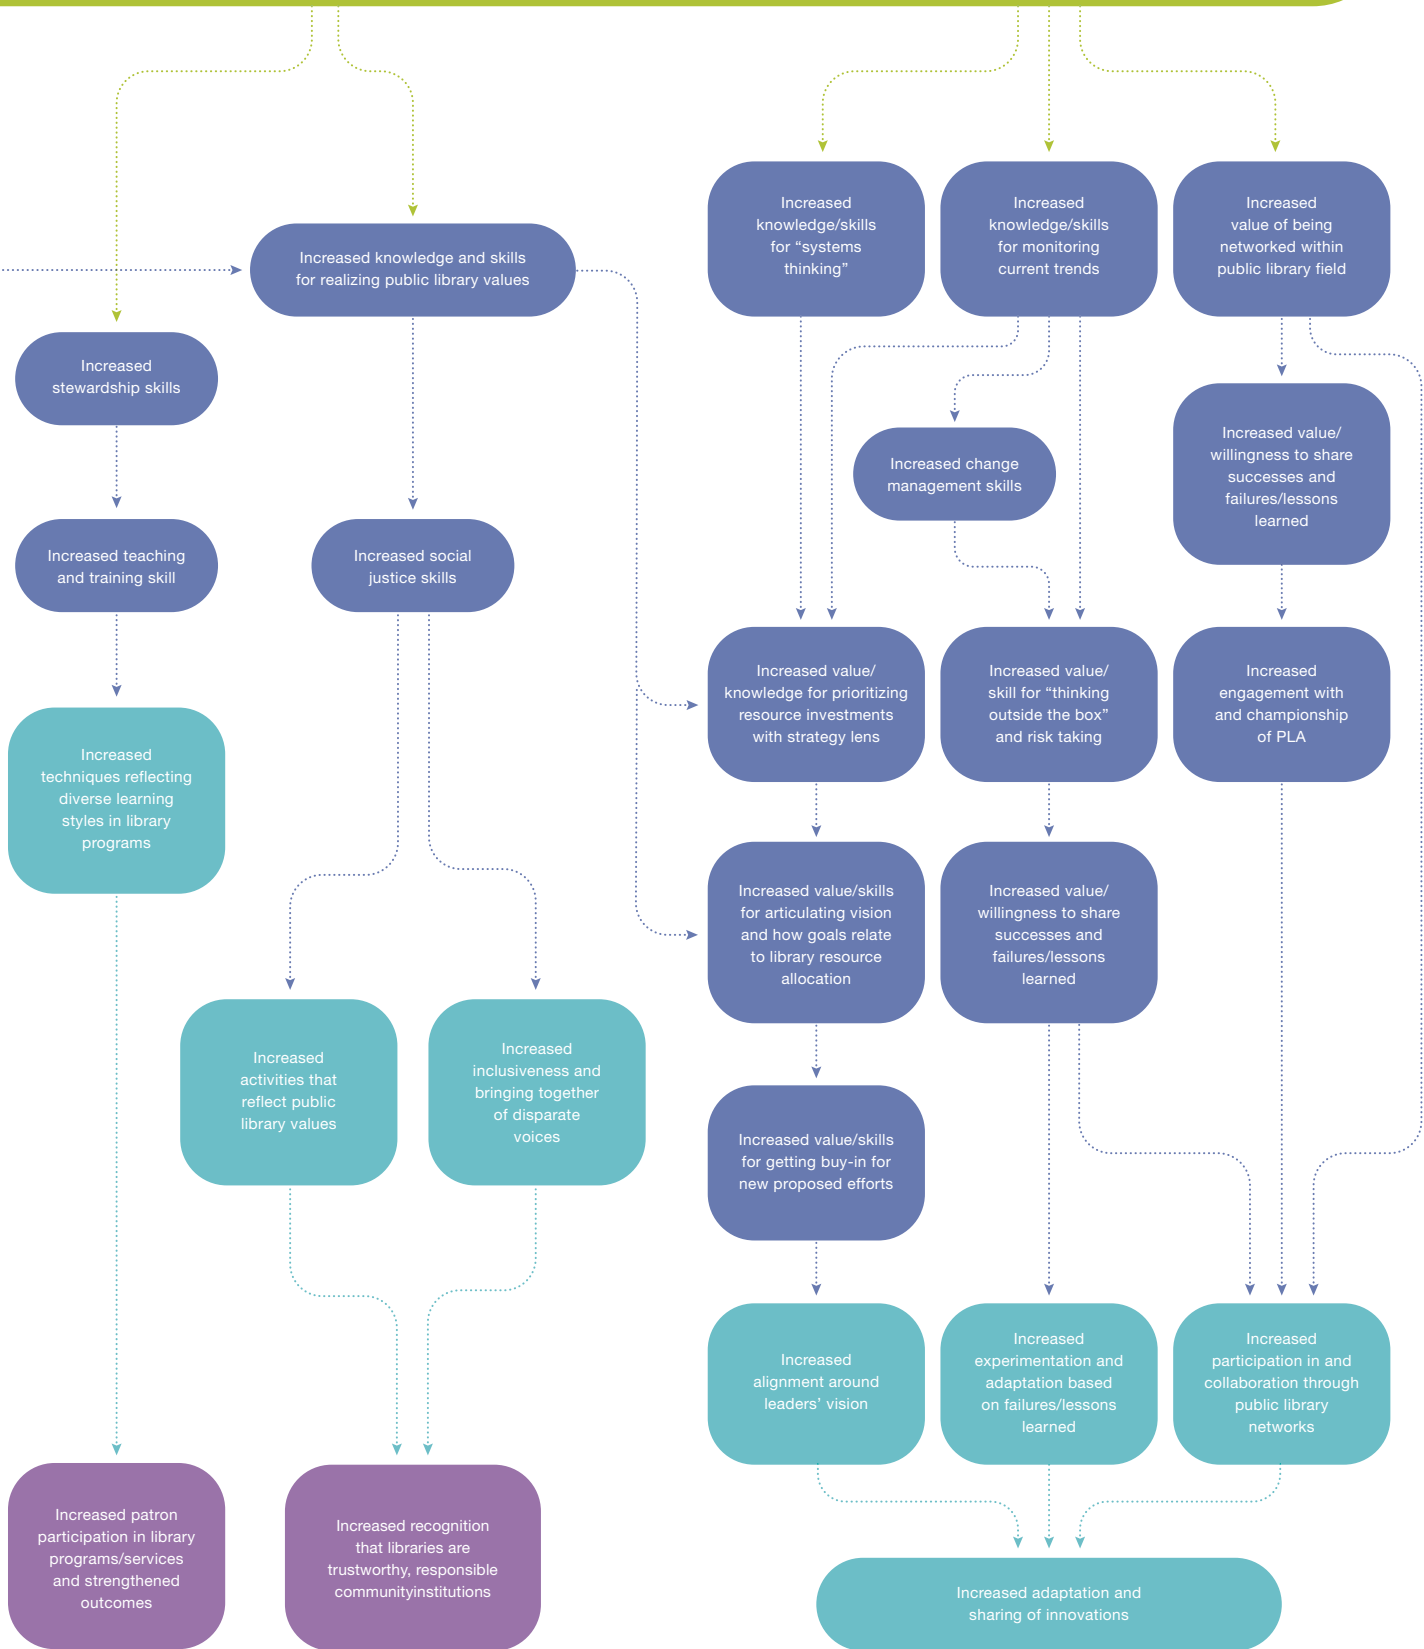 Increased
knowledge/skills
for “systems
thinking”
Increased
knowledge/skills
for monitoring
current trends
Increased
value of being
networked within
public library field
Increased knowledge and skills
for realizing public library values
Increased
stewardship skills
Increased value/
willingness to share
successes and
failures/lessons
learned
Increased change
management skills
Increased teaching
and training skill
Increased social
justice skills
Increased value/
knowledge for prioritizing
resource investments
with strategy lens
Increased value/
skill for “thinking
outside the box”
and risk taking
Increased
engagement with
and championship
of PLA
Increased
techniques reflecting
diverse learning
styles in library
programs
Increased value/skills
for articulating vision
and how goals relate
to library resource
allocation
Increased value/
willingness to share
successes and
failures/lessons
learned
Increased
activities that
reflect public
library values
Increased
inclusiveness and
bringing together
of disparate
voices
Increased value/skills
for getting buy-in for
new proposed efforts
Increased
alignment around
leaders’ vision
Increased
experimentation and
adaptation based
on failures/lessons
learned
Increased
participation in and
collaboration through
public library
networks
Increased patron
participation in library
programs/services
and strengthened
outcomes
Increased recognition
that libraries are
trustworthy, responsible
communityinstitutions
Increased adaptation and
sharing of innovations